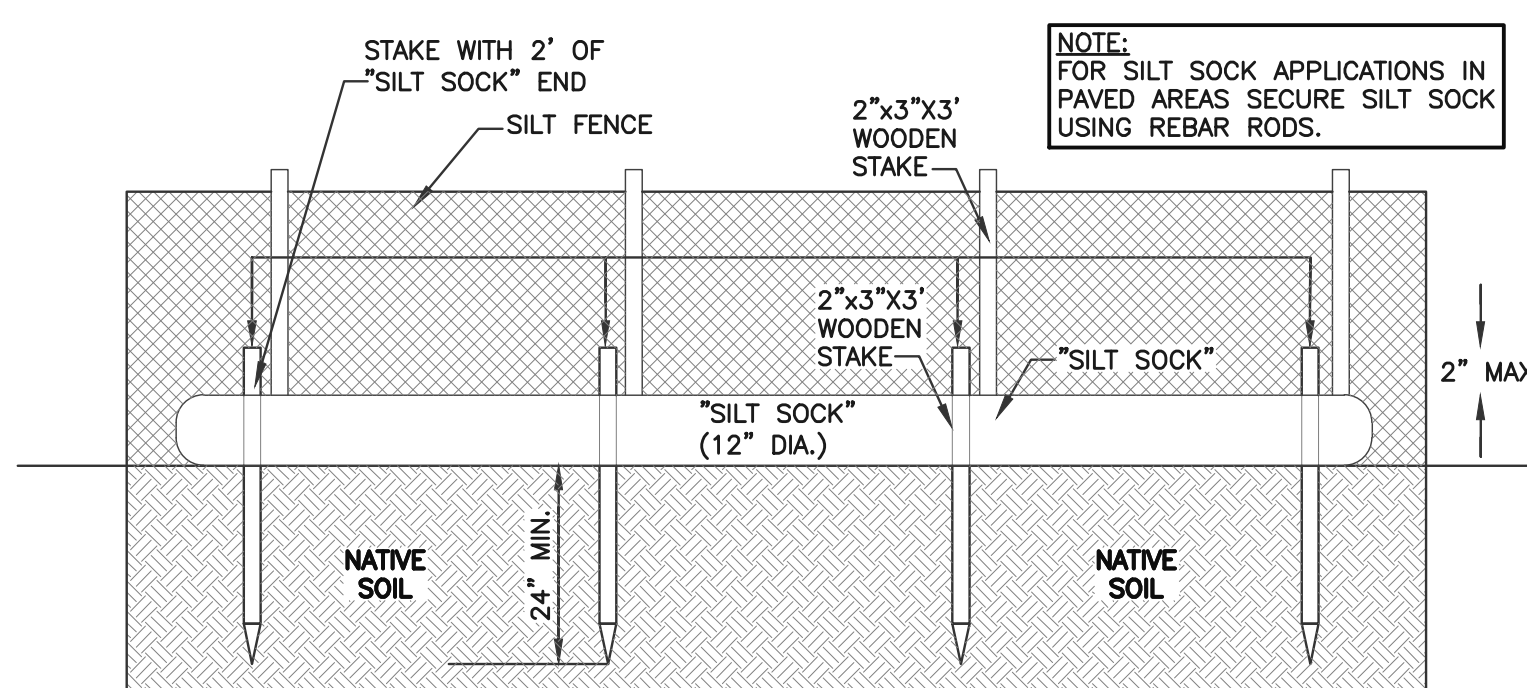 STAKE WITH 2' OF
"SILT SOCK" END
SILT FENCE
2"x3"X3'
WOODEN
STAKE
NOTE:
FOR SILT SOCK APPLICATIONS IN
PAVED AREAS SECURE SILT SOCK
USING REBAR RODS.
2"x3"X3'
WOODEN
STAKE
"SILT SOCK"
2" MAX
"SILT SOCK"
(12" DIA.)
24" MIN.
NATIVE
SOIL
NATIVE
SOIL